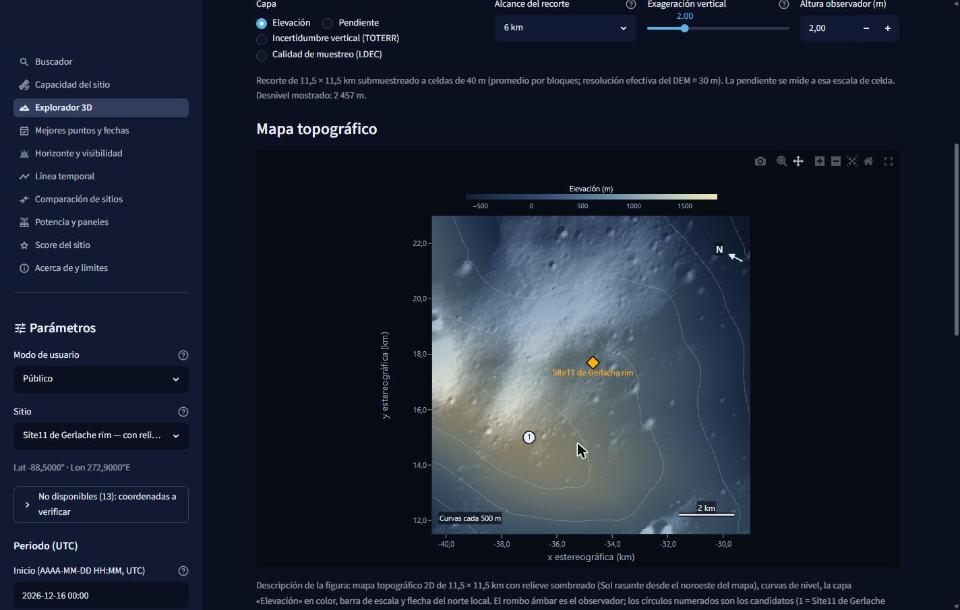 Capa
Elevación
Pendiente
Incertidumbre vertical (TOTERR)
Calidad de muestreo (LDEC)
Alcance del recorte
6 km
Exageración vertical
2,00
Altura observador (m)
2,00
Recorte de 11,5 × 11,5 km submuestreado a celdas de 40 m (promedio por bloques; resolución efectiva del DEM ≈ 30 m). La pendiente se mide a esa escala de celda.
Desnivel mostrado: 2 457 m.
Buscador
Capacidad del sitio
Explorador 3D
Mejores puntos y fechas
Horizonte y visibilidad
Línea temporal
Comparación de sitios
Potencia y paneles
Score del sitio
Acerca de y límites
Parámetros
Modo de usuario
Público
Sitio
Site11 de Gerlache rim — con reli...
Lat -88,5000° · Lon 272,9000°E
No disponibles (13): coordenadas a
verificar
Periodo (UTC)
Inicio (AAAA-MM-DD HH:MM, UTC)
2026-12-16 00:00
Mapa topográfico
Elevación (m)
−500 0 500 1000 1500
N
22,0
20,0
18,0
16,0
14,0
12,0
y estereográfica (km)
Site11 de Gerlache rim
1
2 km
Curvas cada 500 m
-40,0 -38,0 -36,0 -34,0 -32,0 -30,0
x estereográfica (km)
Descripción de la figura: mapa topográfico 2D de 11,5 × 11,5 km con relieve sombreado (Sol rasante desde el noroeste del mapa), curvas de nivel, la capa
«Elevación» en color, barra de escala y flecha del norte local. El rombo ámbar es el observador; los círculos numerados son los candidatos (1 = Site11 de Gerlache